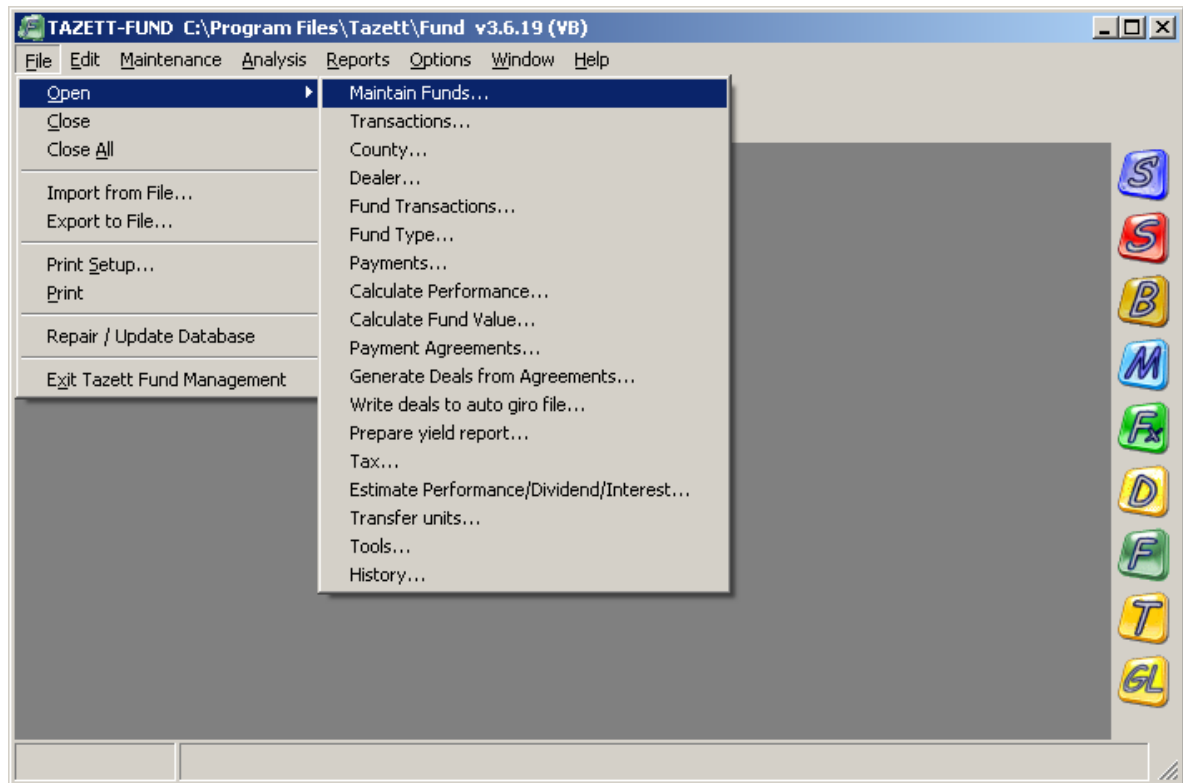 TAZETT-FUND C:\Program Files\Tazett\Fund v3.6.19 (VB)
File Edit Maintenance Analysis Reports Options Window Help
Open
Close
Close All
Import from File...
Export to File...
Print Setup...
Print
Repair / Update Database
Exit Tazett Fund Management
Maintain Funds...
Transactions...
County...
Dealer...
Fund Transactions...
Fund Type...
Payments...
Calculate Performance...
Calculate Fund Value...
Payment Agreements...
Generate Deals from Agreements...
Write deals to auto giro file...
Prepare yield report...
Tax...
Estimate Performance/Dividend/Interest...
Transfer units...
Tools...
History...
S
S
B
M
Fx
D
F
T
GL